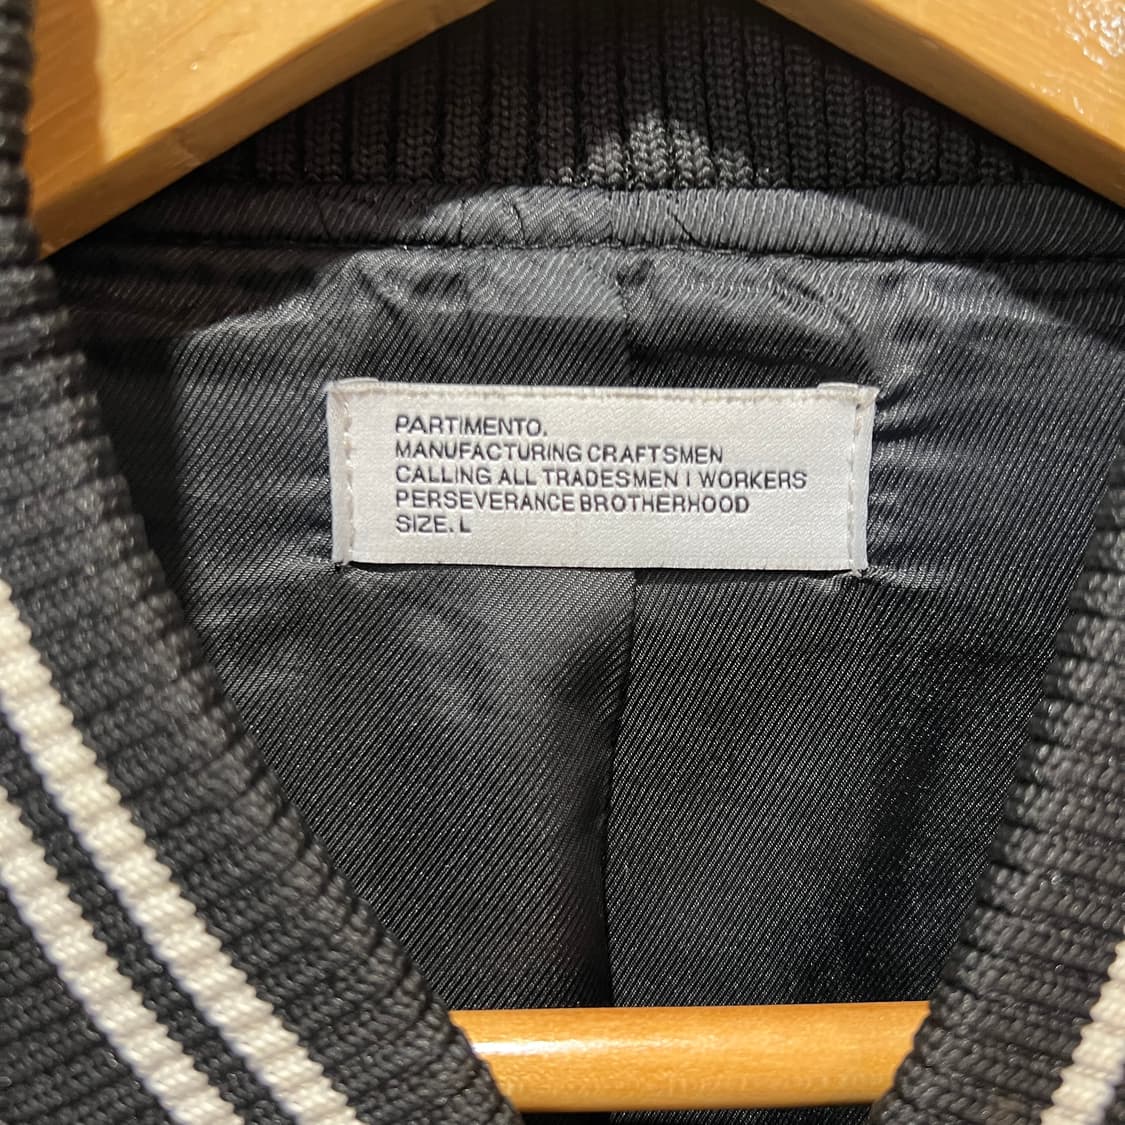 PARTIMENTO.
MANUFACTURING CRAFTSMEN
CALLING ALL TRADESMEN | WORKERS
PERSEVERANCE BROTHERHOOD
SIZE. L